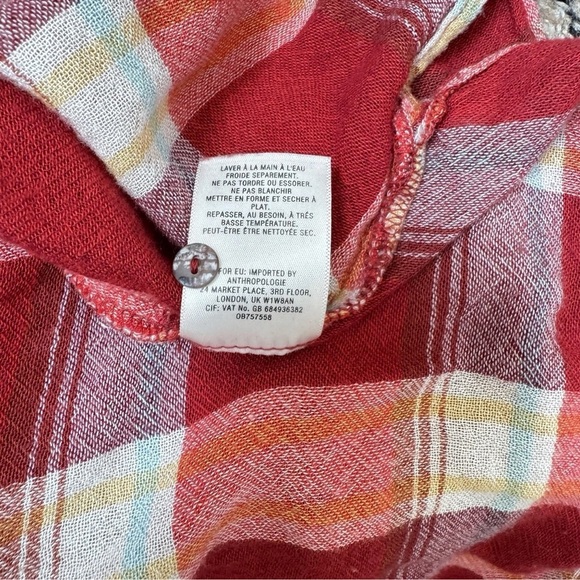 LAVER À LA MAIN À L'EAU
FROIDE SEPAREMENT.
NE PAS TORDRE OU ESSORER.
NE PAS BLANCHIR
METTRE EN FORME ET SECHER À
PLAT.
REPASSER, AU BESOIN, À TRÈS
BASSE TEMPÉRATURE.
PEUT-ÊTRE ÊTRE NETTOYÉE SEC.
FOR EU: IMPORTED BY
ANTHROPOLOGIE
24 MARKET PLACE, 3RD FLOOR,
LONDON, UK W1W8AN
CIF: VAT No. GB 684936382
OB757558